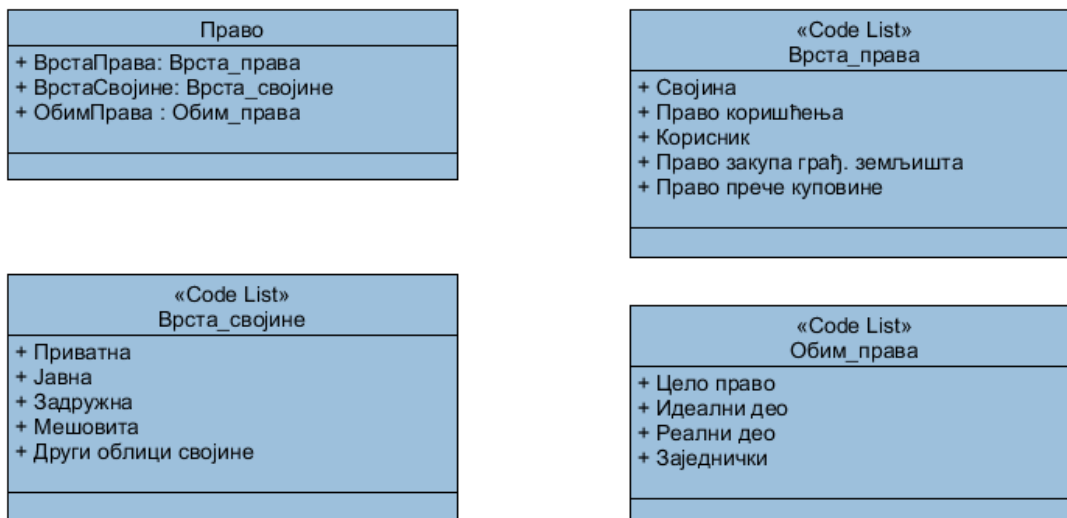 Право
+ ВрстаПрава: Врста_права
+ ВрстаСвојине: Врста_својине
+ ОбимПрава : Обим_права
«Code List»
Врста_права
+ Својина
+ Право коришћења
+ Корисник
+ Право закупа грађ. земљишта
+ Право прече куповине
«Code List»
Врста_својине
+ Приватна
+ Јавна
+ Задружна
+ Мешовита
+ Други облици својине
«Code List»
Обим_права
+ Цело право
+ Идеални део
+ Реални део
+ Заједнички